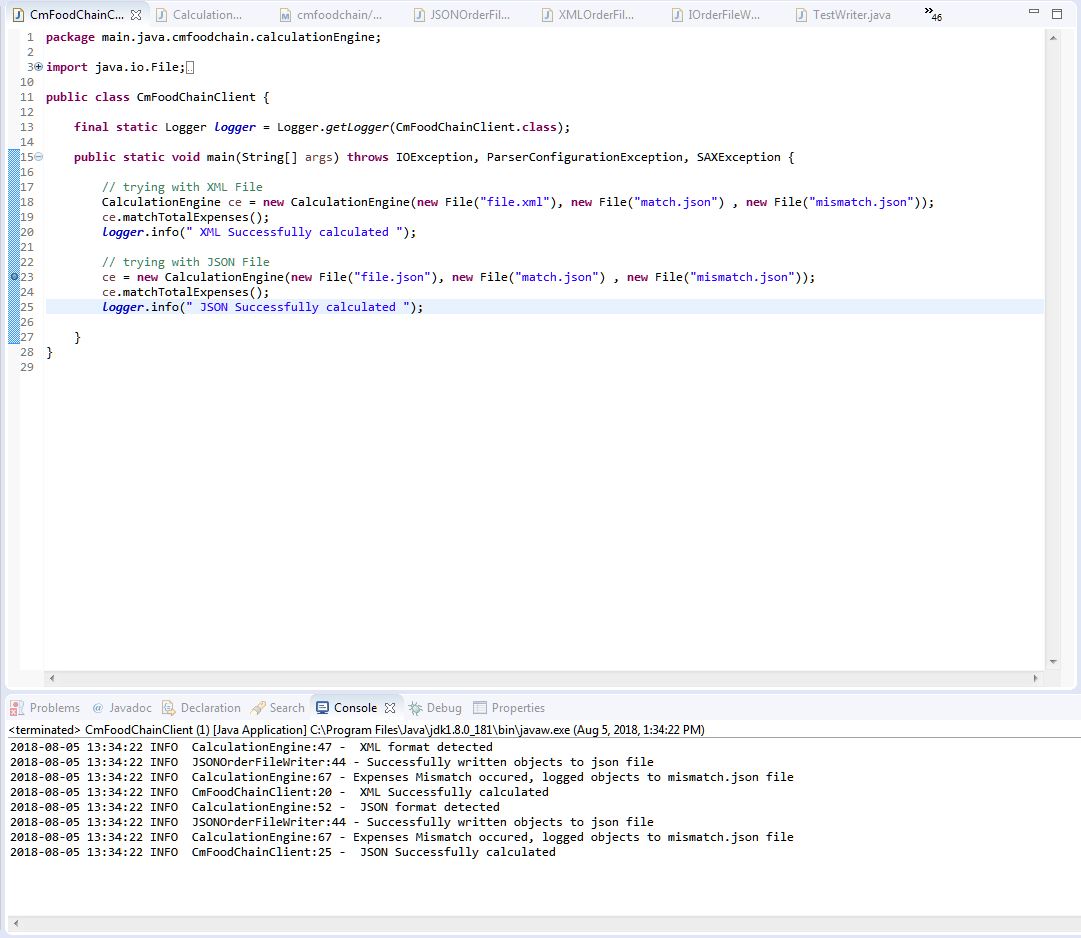 CmFoodChainC... Calculation... cmfoodchain/... JSONOrderFil... XMLOrderFil... IOrderFileW... TestWriter.java »46
1 package main.java.cmfoodchain.calculationEngine;
2
3 import java.io.File;
10
11 public class CmFoodChainClient {
12
13 final static Logger logger = Logger.getLogger(CmFoodChainClient.class);
14
15 public static void main(String[] args) throws IOException, ParserConfigurationException, SAXException {
16
17 // trying with XML File
18 CalculationEngine ce = new CalculationEngine(new File("file.xml"), new File("match.json") , new File("mismatch.json"));
19 ce.matchTotalExpenses();
20 logger.info(" XML Successfully calculated ");
21
22 // trying with JSON File
23 ce = new CalculationEngine(new File("file.json"), new File("match.json") , new File("mismatch.json"));
24 ce.matchTotalExpenses();
25 logger.info(" JSON Successfully calculated ");
26
27 }
28 }
29
Problems @ Javadoc Declaration Search Console Debug Properties
<terminated> CmFoodChainClient (1) [Java Application] C:\Program Files\Java\jdk1.8.0_181\bin\javaw.exe (Aug 5, 2018, 1:34:22 PM)
2018-08-05 13:34:22 INFO  CalculationEngine:47 -  XML format detected
2018-08-05 13:34:22 INFO  JSONOrderFileWriter:44 - Successfully written objects to json file
2018-08-05 13:34:22 INFO  CalculationEngine:67 - Expenses Mismatch occured, logged objects to mismatch.json file
2018-08-05 13:34:22 INFO  CmFoodChainClient:20 -  XML Successfully calculated
2018-08-05 13:34:22 INFO  CalculationEngine:52 -  JSON format detected
2018-08-05 13:34:22 INFO  JSONOrderFileWriter:44 - Successfully written objects to json file
2018-08-05 13:34:22 INFO  CalculationEngine:67 - Expenses Mismatch occured, logged objects to mismatch.json file
2018-08-05 13:34:22 INFO  CmFoodChainClient:25 -  JSON Successfully calculated